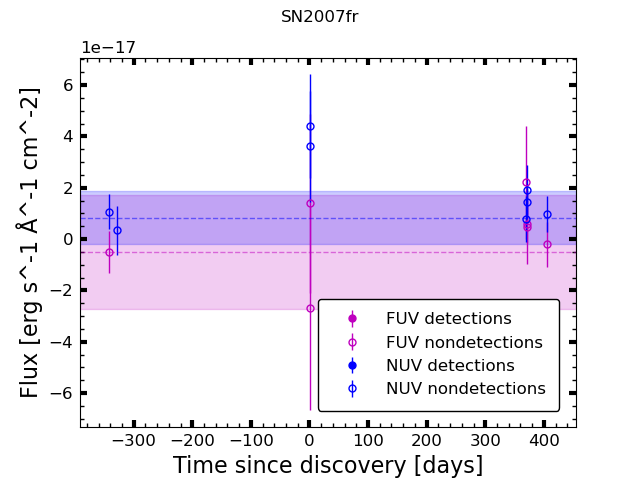 SN2007fr
1e−17
6
4
2
0
−2
−4
−6
Flux [erg s^-1 Å^-1 cm^-2]
FUV detections
FUV nondetections
NUV detections
NUV nondetections
−300 −200 −100 0 100 200 300 400
Time since discovery [days]